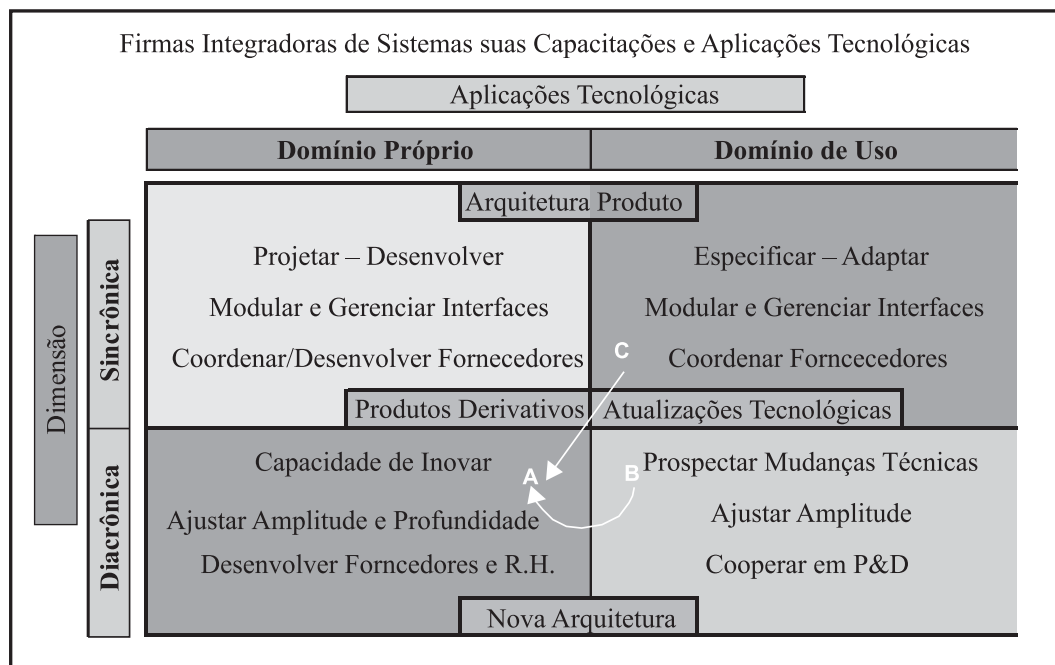 Firmas Integradoras de Sistemas suas Capacitações e Aplicações Tecnológicas
Aplicações Tecnológicas
Domínio Próprio
Domínio de Uso
Arquitetura Produto
Dimensão
Sincrônica
Projetar – Desenvolver
Modular e Gerenciar Interfaces
Coordenar/Desenvolver Fornecedores
Especificar – Adaptar
Modular e Gerenciar Interfaces
Coordenar Forncecedores
C
Produtos Derivativos
Atualizações Tecnológicas
Diacrônica
Capacidade de Inovar
A
Ajustar Amplitude e Profundidade
Desenvolver Forncedores e R.H.
B
Prospectar Mudanças Técnicas
Ajustar Amplitude
Cooperar em P&D
Nova Arquitetura